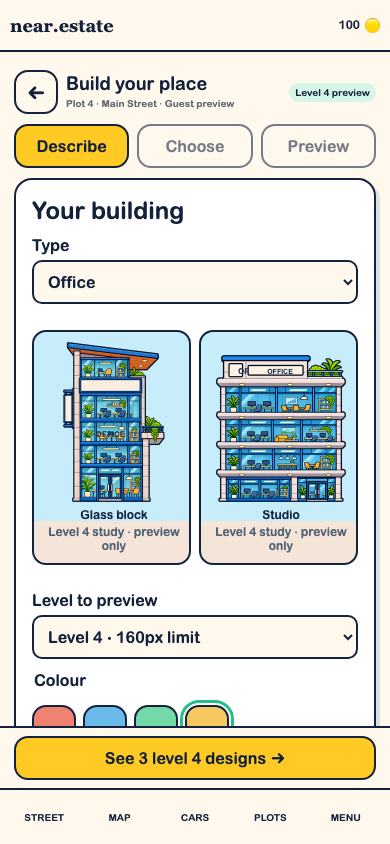 near.estate
100
Build your place
Plot 4 · Main Street · Guest preview
Level 4 preview
Describe
Choose
Preview
Your building
Type
Office
OFFICE
Glass block
Level 4 study · preview
only
Studio
Level 4 study · preview
only
Level to preview
Level 4 · 160px limit
Colour
See 3 level 4 designs →
STREET
MAP
CARS
PLOTS
MENU